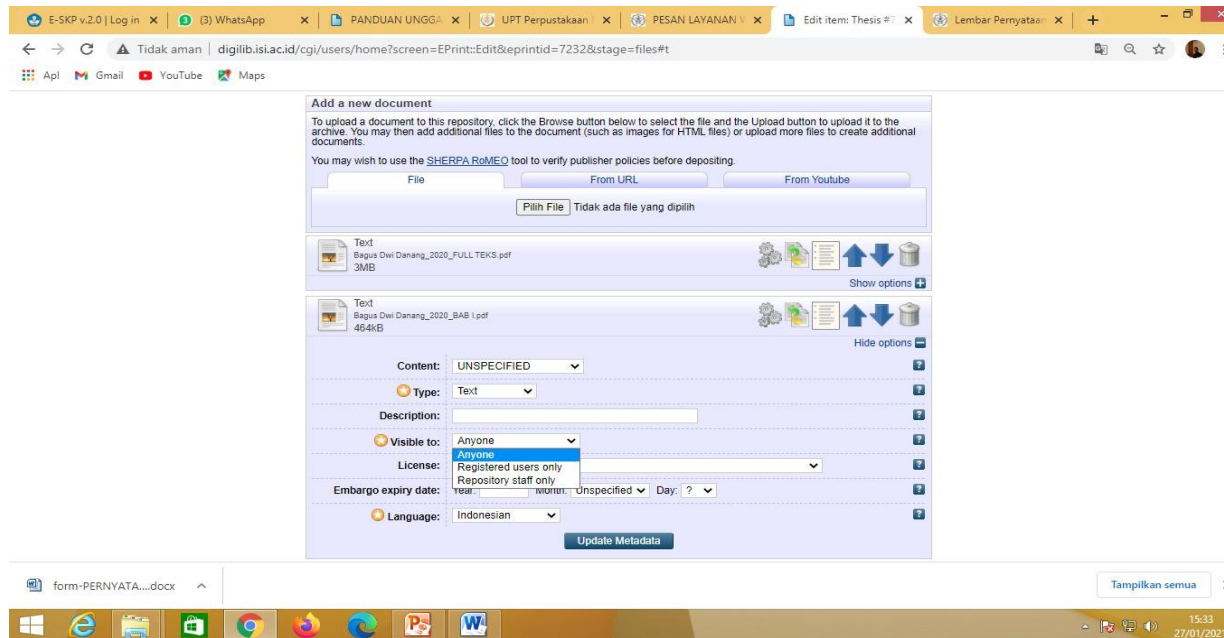 E-SKP v.2.0 | Log in
(3) WhatsApp
PANDUAN UNGGA
UPT Perpustakaan
PESAN LAYANAN
Edit item: Thesis #7
Lembar Pernyataan
Tidak aman | digilib.isi.ac.id/cgi/users/home?screen=EPrint::Edit&eprintid=7232&stage=files#t
Apl Gmail YouTube Maps
Add a new document
To upload a document to this repository, click the Browse button below to select the file and the Upload button to upload it to the
archive. You may then add additional files to the document (such as images for HTML files) or upload more files to create additional
documents.
You may wish to use the SHERPA RoMEO tool to verify publisher policies before depositing.
File From URL From Youtube
Pilih File Tidak ada file yang dipilih
Text
Bagus Dwi Danang_2020_FULL TEKS.pdf
3MB
Show options
Text
Bagus Dwi Danang_2020_BAB I.pdf
464kB
Hide options
Content: UNSPECIFIED
Type: Text
Description:
Visible to: Anyone
Anyone
Registered users only
Repository staff only
License:
Embargo expiry date: Year: Month: Unspecified Day: ?
Language: Indonesian
Update Metadata
form-PERNYATA....docx
Tampilkan semua
15:33